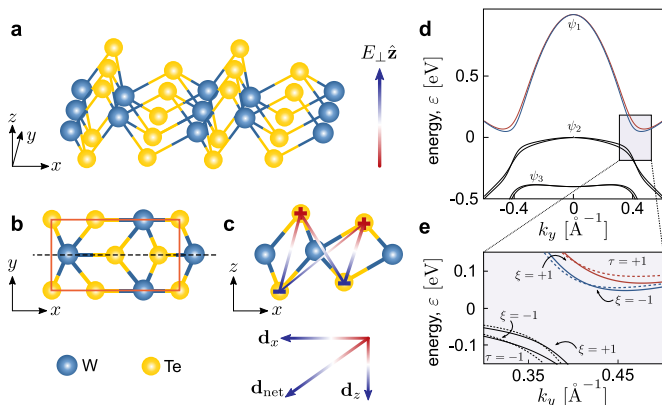 a
E⊥ẑ
z
y
x
b
y
x
c
z
x
W
Te
dₓ
d_net
d_z
d
energy, ε [eV]
0.5
0
-0.5
ψ₁
ψ₂
ψ₃
-0.4
0
0.4
k_y [Å⁻¹]
e
energy, ε [eV]
0.1
0
-0.1
τ = +1
ξ = +1
ξ = −1
ξ = −1
τ = −1
ξ = +1
0.35
0.45
k_y [Å⁻¹]